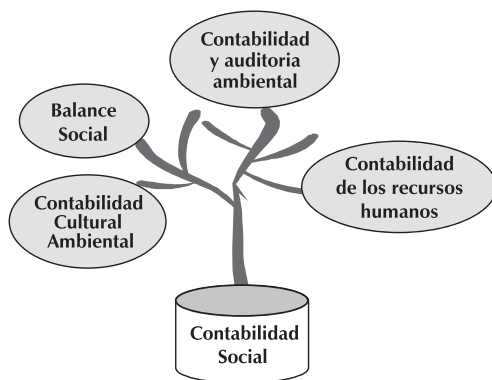 Contabilidad
y auditoria
ambiental
Balance
Social
Contabilidad
de los recursos
humanos
Contabilidad
Cultural
Ambiental
Contabilidad
Social